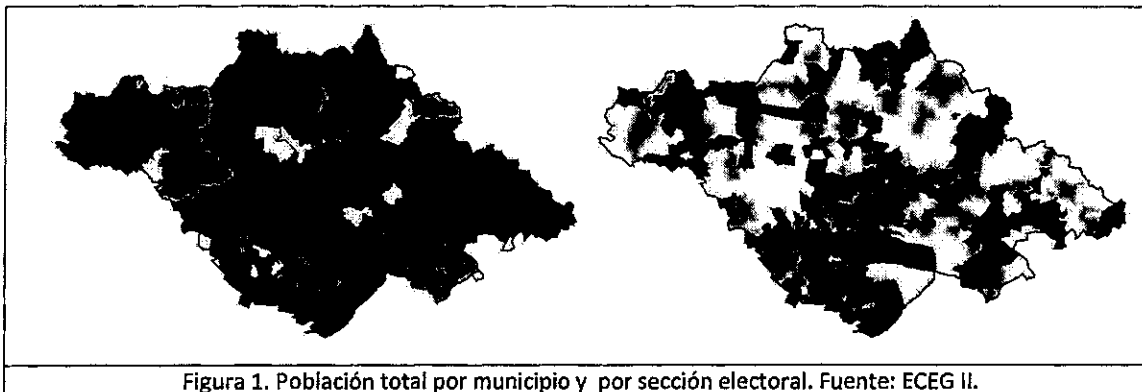 Figura 1. Población total por municipio y por sección electoral. Fuente: ECEG II.